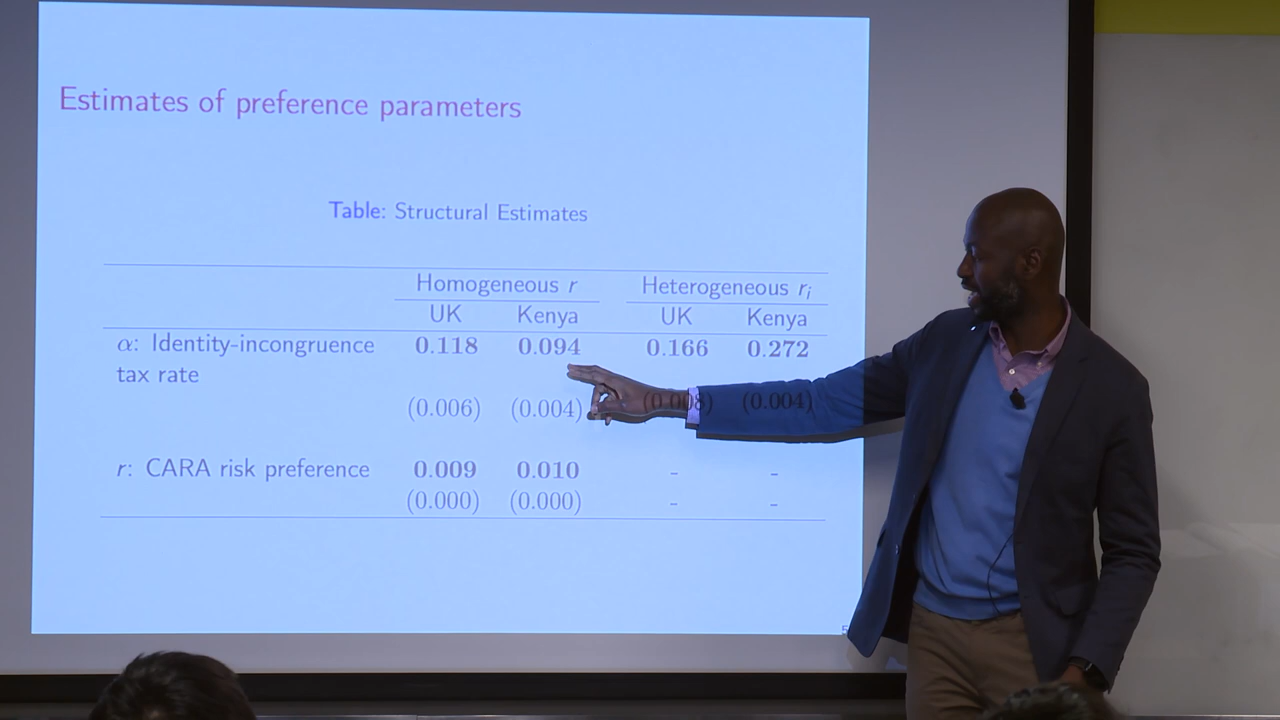 Estimates of preference parameters
Table: Structural Estimates
Homogeneous r Heterogeneous rᵢ
UK Kenya UK Kenya
α: Identity-incongruence 0.118 0.094 0.166 0.272
tax rate
(0.006) (0.004) (0.008) (0.004)
r: CARA risk preference 0.009 0.010 - -
(0.000) (0.000) - -